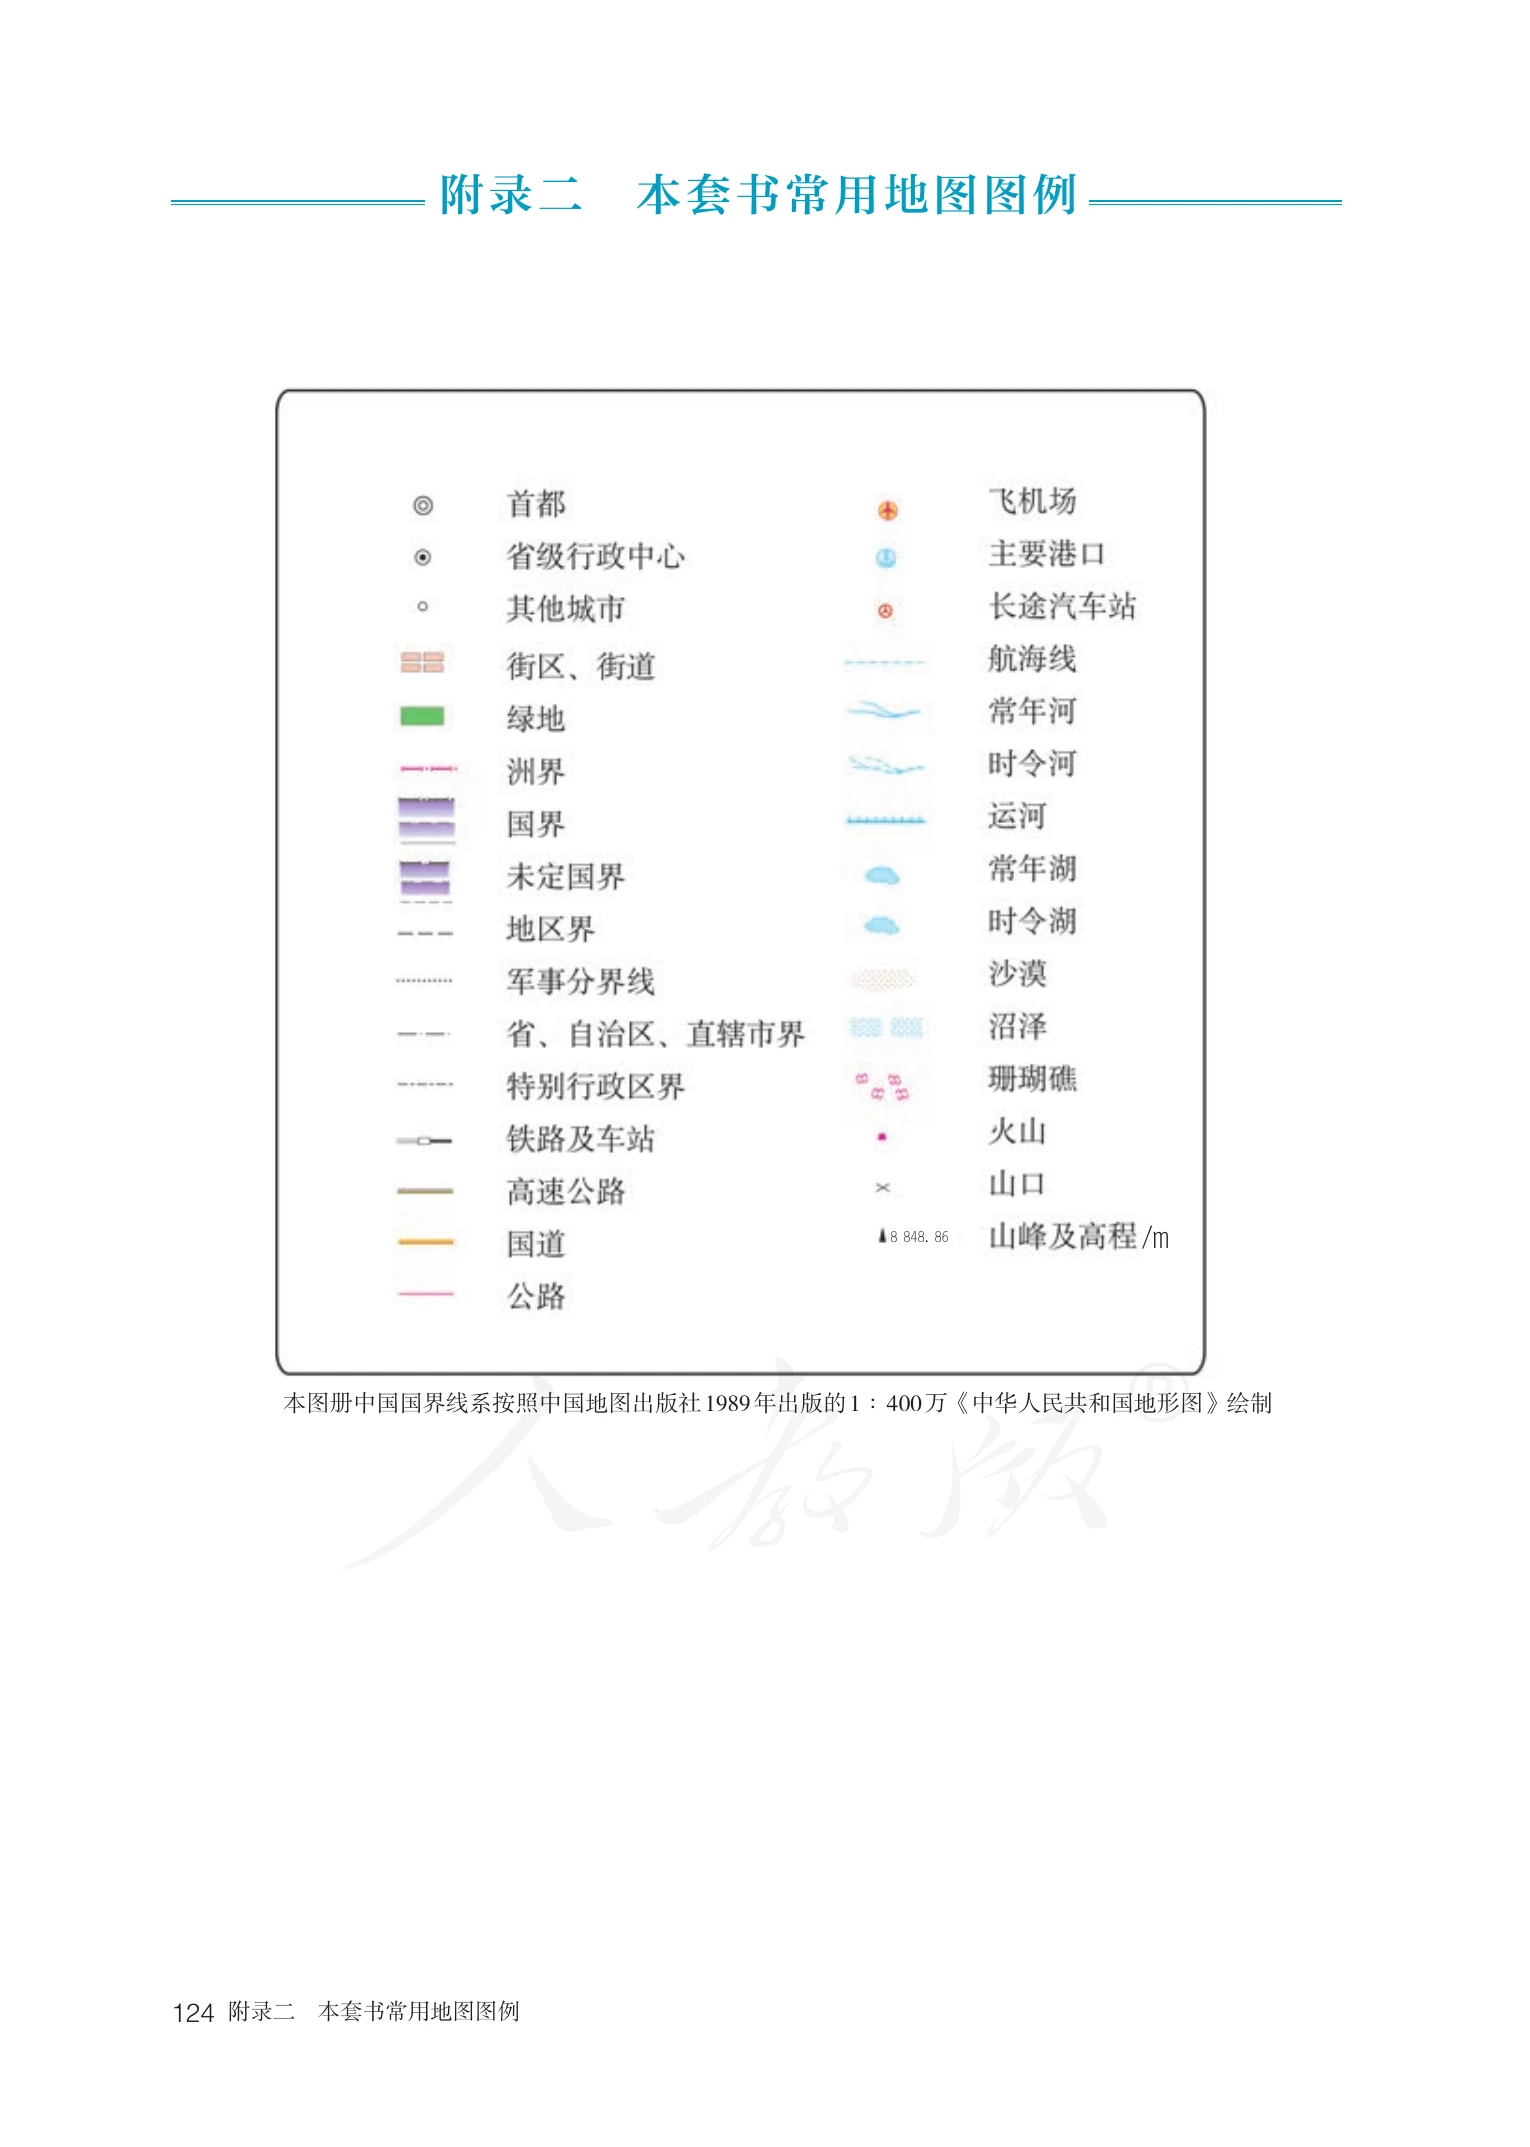 附录二　本套书常用地图图例
首都
省级行政中心
其他城市
街区、街道
绿地
洲界
国界
未定国界
地区界
军事分界线
省、自治区、直辖市界
特别行政区界
铁路及车站
高速公路
国道
公路
飞机场
主要港口
长途汽车站
航海线
常年河
时令河
运河
常年湖
时令湖
沙漠
沼泽
珊瑚礁
火山
山口
8 848.86 山峰及高程/m
本图册中国国界线系按照中国地图出版社1989年出版的1：400万《中华人民共和国地形图》绘制
人教版®
124 附录二　本套书常用地图图例